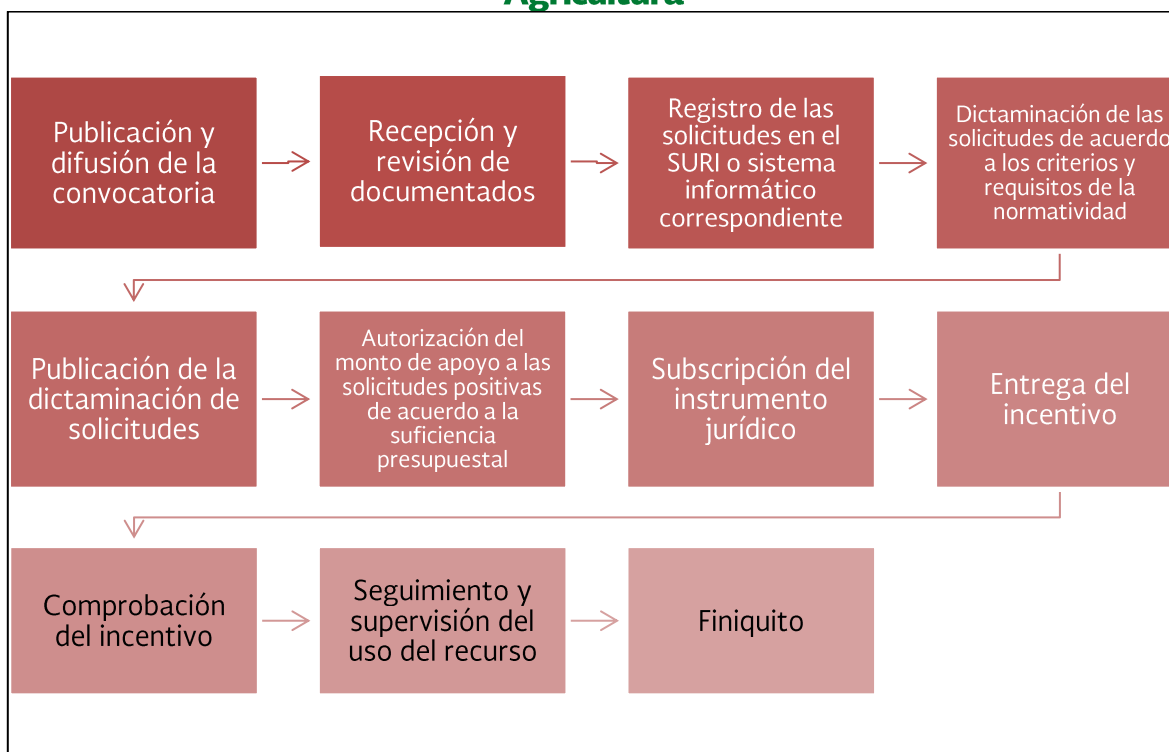 Agricultura
Publicación y
difusión de la
convocatoria
Recepción y
revisión de
documentados
Registro de las
solicitudes en el
SURI o sistema
informático
correspondiente
Dictaminación de las
solicitudes de acuerdo
a los criterios y
requisitos de la
normatividad
Publicación de la
dictaminación de
solicitudes
Autorización del
monto de apoyo a las
solicitudes positivas
de acuerdo a la
suficiencia
presupuestal
Subscripción del
instrumento
jurídico
Entrega del
incentivo
Comprobación
del incentivo
Seguimiento y
supervisión del
uso del recurso
Finiquito